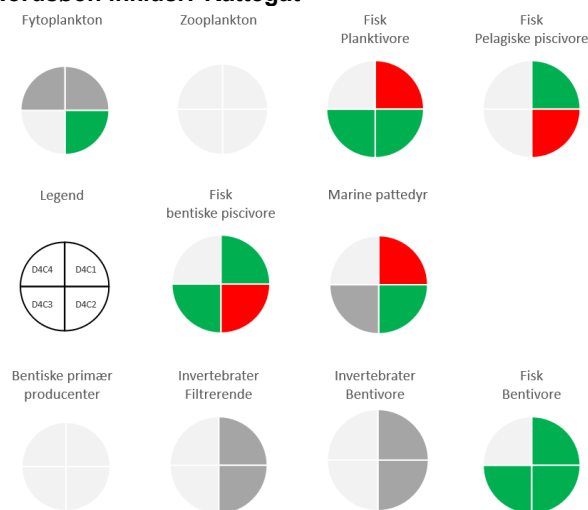 Fytoplankton
Zooplankton
Fisk
Planktivore
Fisk
Pelagiske piscivore
Legend
D4C4
D4C1
D4C3
D4C2
Fisk
bentiske piscivore
Marine pattedyr
Bentiske primær
producenter
Invertebrater
Filtrerende
Invertebrater
Bentivore
Fisk
Bentivore